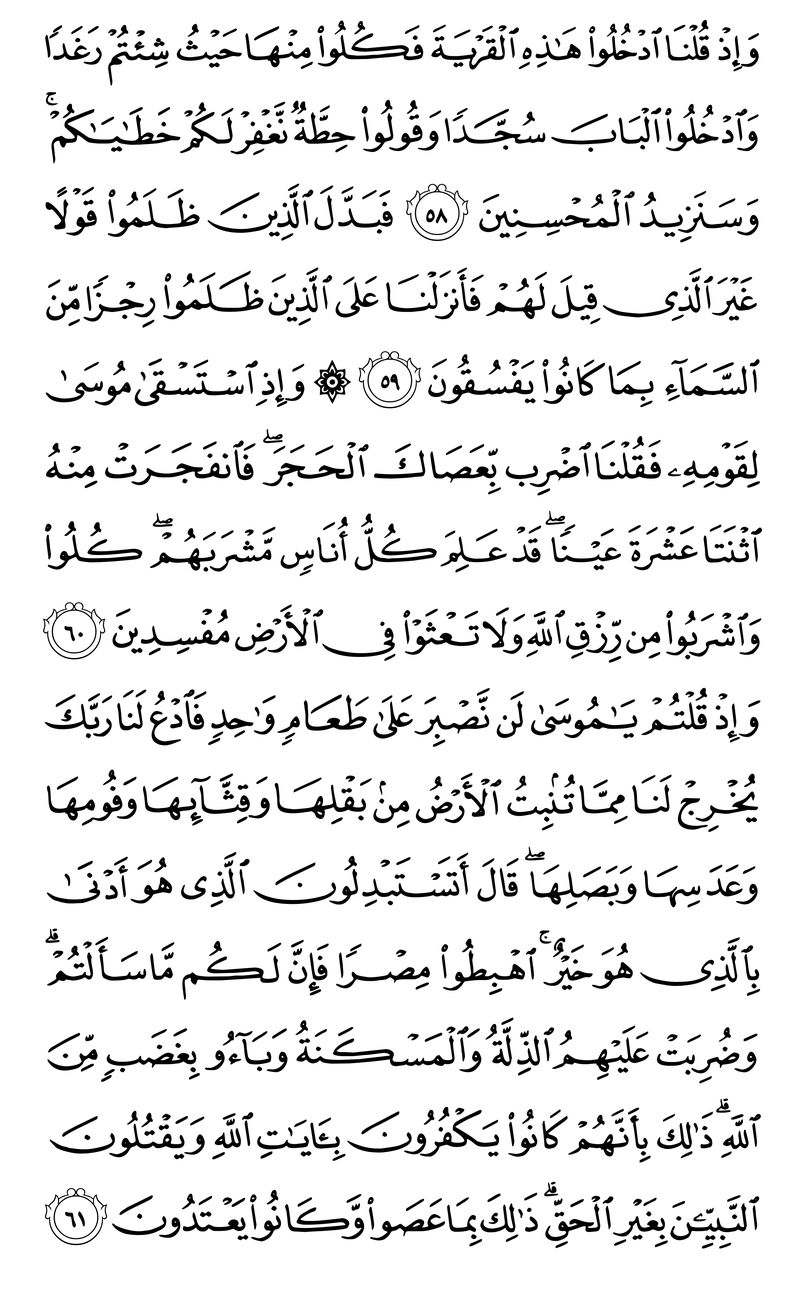 وَإِذْ قُلْنَا ٱدْخُلُوا۟ هَـٰذِهِ ٱلْقَرْيَةَ فَكُلُوا۟ مِنْهَا حَيْثُ شِئْتُمْ رَغَدًا
وَٱدْخُلُوا۟ ٱلْبَابَ سُجَّدًا وَقُولُوا۟ حِطَّةٌ نَّغْفِرْ لَكُمْ خَطَـٰيَـٰكُمْ ۚ
وَسَنَزِيدُ ٱلْمُحْسِنِينَ ٥٨ فَبَدَّلَ ٱلَّذِينَ ظَلَمُوا۟ قَوْلًا
غَيْرَ ٱلَّذِى قِيلَ لَهُمْ فَأَنزَلْنَا عَلَى ٱلَّذِينَ ظَلَمُوا۟ رِجْزًا مِّنَ
ٱلسَّمَآءِ بِمَا كَانُوا۟ يَفْسُقُونَ ٥٩ ۞ وَإِذِ ٱسْتَسْقَىٰ مُوسَىٰ
لِقَوْمِهِۦ فَقُلْنَا ٱضْرِب بِّعَصَاكَ ٱلْحَجَرَ ۖ فَٱنفَجَرَتْ مِنْهُ
ٱثْنَتَا عَشْرَةَ عَيْنًا ۖ قَدْ عَلِمَ كُلُّ أُنَاسٍ مَّشْرَبَهُمْ ۖ كُلُوا۟
وَٱشْرَبُوا۟ مِن رِّزْقِ ٱللَّهِ وَلَا تَعْثَوْا۟ فِى ٱلْأَرْضِ مُفْسِدِينَ ٦٠
وَإِذْ قُلْتُمْ يَـٰمُوسَىٰ لَن نَّصْبِرَ عَلَىٰ طَعَامٍ وَٰحِدٍ فَٱدْعُ لَنَا رَبَّكَ
يُخْرِجْ لَنَا مِمَّا تُنۢبِتُ ٱلْأَرْضُ مِنۢ بَقْلِهَا وَقِثَّآئِهَا وَفُومِهَا
وَعَدَسِهَا وَبَصَلِهَا ۖ قَالَ أَتَسْتَبْدِلُونَ ٱلَّذِى هُوَ أَدْنَىٰ
بِٱلَّذِى هُوَ خَيْرٌ ۚ ٱهْبِطُوا۟ مِصْرًا فَإِنَّ لَكُم مَّا سَأَلْتُمْ ۗ
وَضُرِبَتْ عَلَيْهِمُ ٱلذِّلَّةُ وَٱلْمَسْكَنَةُ وَبَآءُو بِغَضَبٍ مِّنَ
ٱللَّهِ ۗ ذَٰلِكَ بِأَنَّهُمْ كَانُوا۟ يَكْفُرُونَ بِـَٔايَـٰتِ ٱللَّهِ وَيَقْتُلُونَ
ٱلنَّبِيِّـۧنَ بِغَيْرِ ٱلْحَقِّ ۗ ذَٰلِكَ بِمَا عَصَوا۟ وَّكَانُوا۟ يَعْتَدُونَ ٦١